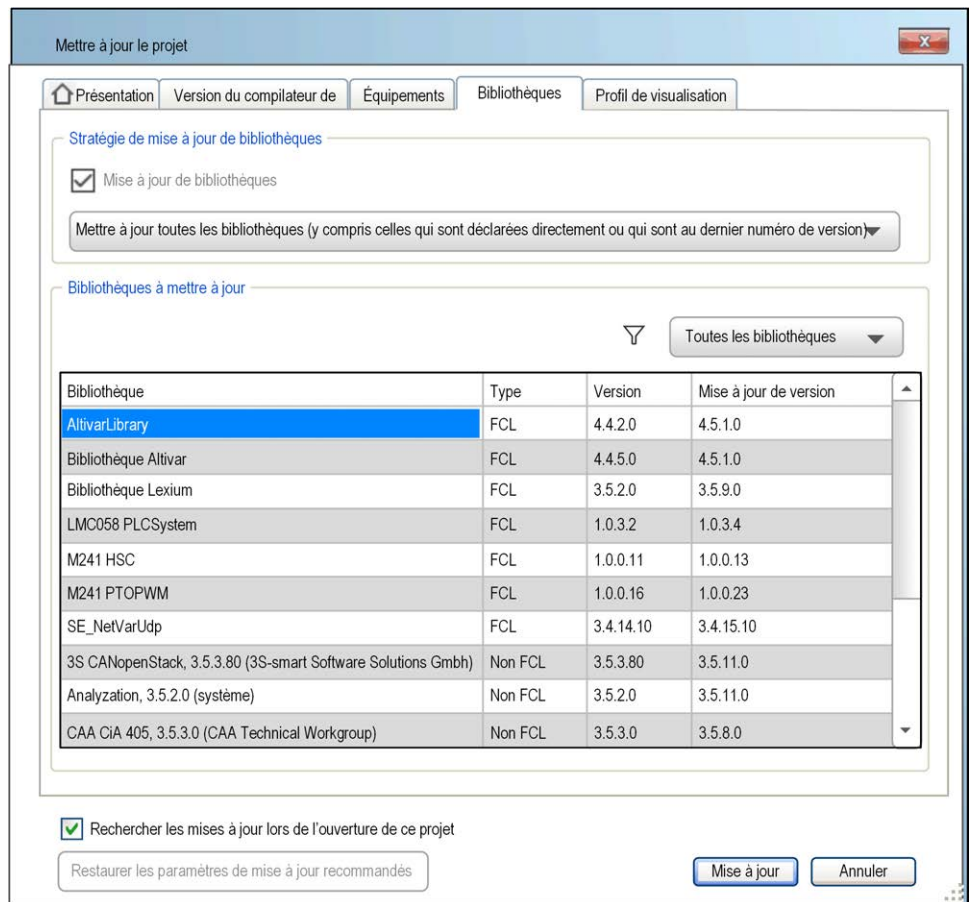 Mettre à jour le projet
x
Présentation Version du compilateur de Équipements Bibliothèques Profil de visualisation
Stratégie de mise à jour de bibliothèques
Mise à jour de bibliothèques
Mettre à jour toutes les bibliothèques (y compris celles qui sont déclarées directement ou qui sont au dernier numéro de version)
Bibliothèques à mettre à jour
Toutes les bibliothèques
Bibliothèque Type Version Mise à jour de version
AltivarLibrary FCL 4.4.2.0 4.5.1.0
Bibliothèque Altivar FCL 4.4.5.0 4.5.1.0
Bibliothèque Lexium FCL 3.5.2.0 3.5.9.0
LMC058 PLCSystem FCL 1.0.3.2 1.0.3.4
M241 HSC FCL 1.0.0.11 1.0.0.13
M241 PTOPWM FCL 1.0.0.16 1.0.0.23
SE_NetVarUdp FCL 3.4.14.10 3.4.15.10
3S CANopenStack, 3.5.3.80 (3S-smart Software Solutions Gmbh) Non FCL 3.5.3.80 3.5.11.0
Analyzation, 3.5.2.0 (système) Non FCL 3.5.2.0 3.5.11.0
CAA CiA 405, 3.5.3.0 (CAA Technical Workgroup) Non FCL 3.5.3.0 3.5.8.0
Rechercher les mises à jour lors de l'ouverture de ce projet
Restaurer les paramètres de mise à jour recommandés Mise à jour Annuler